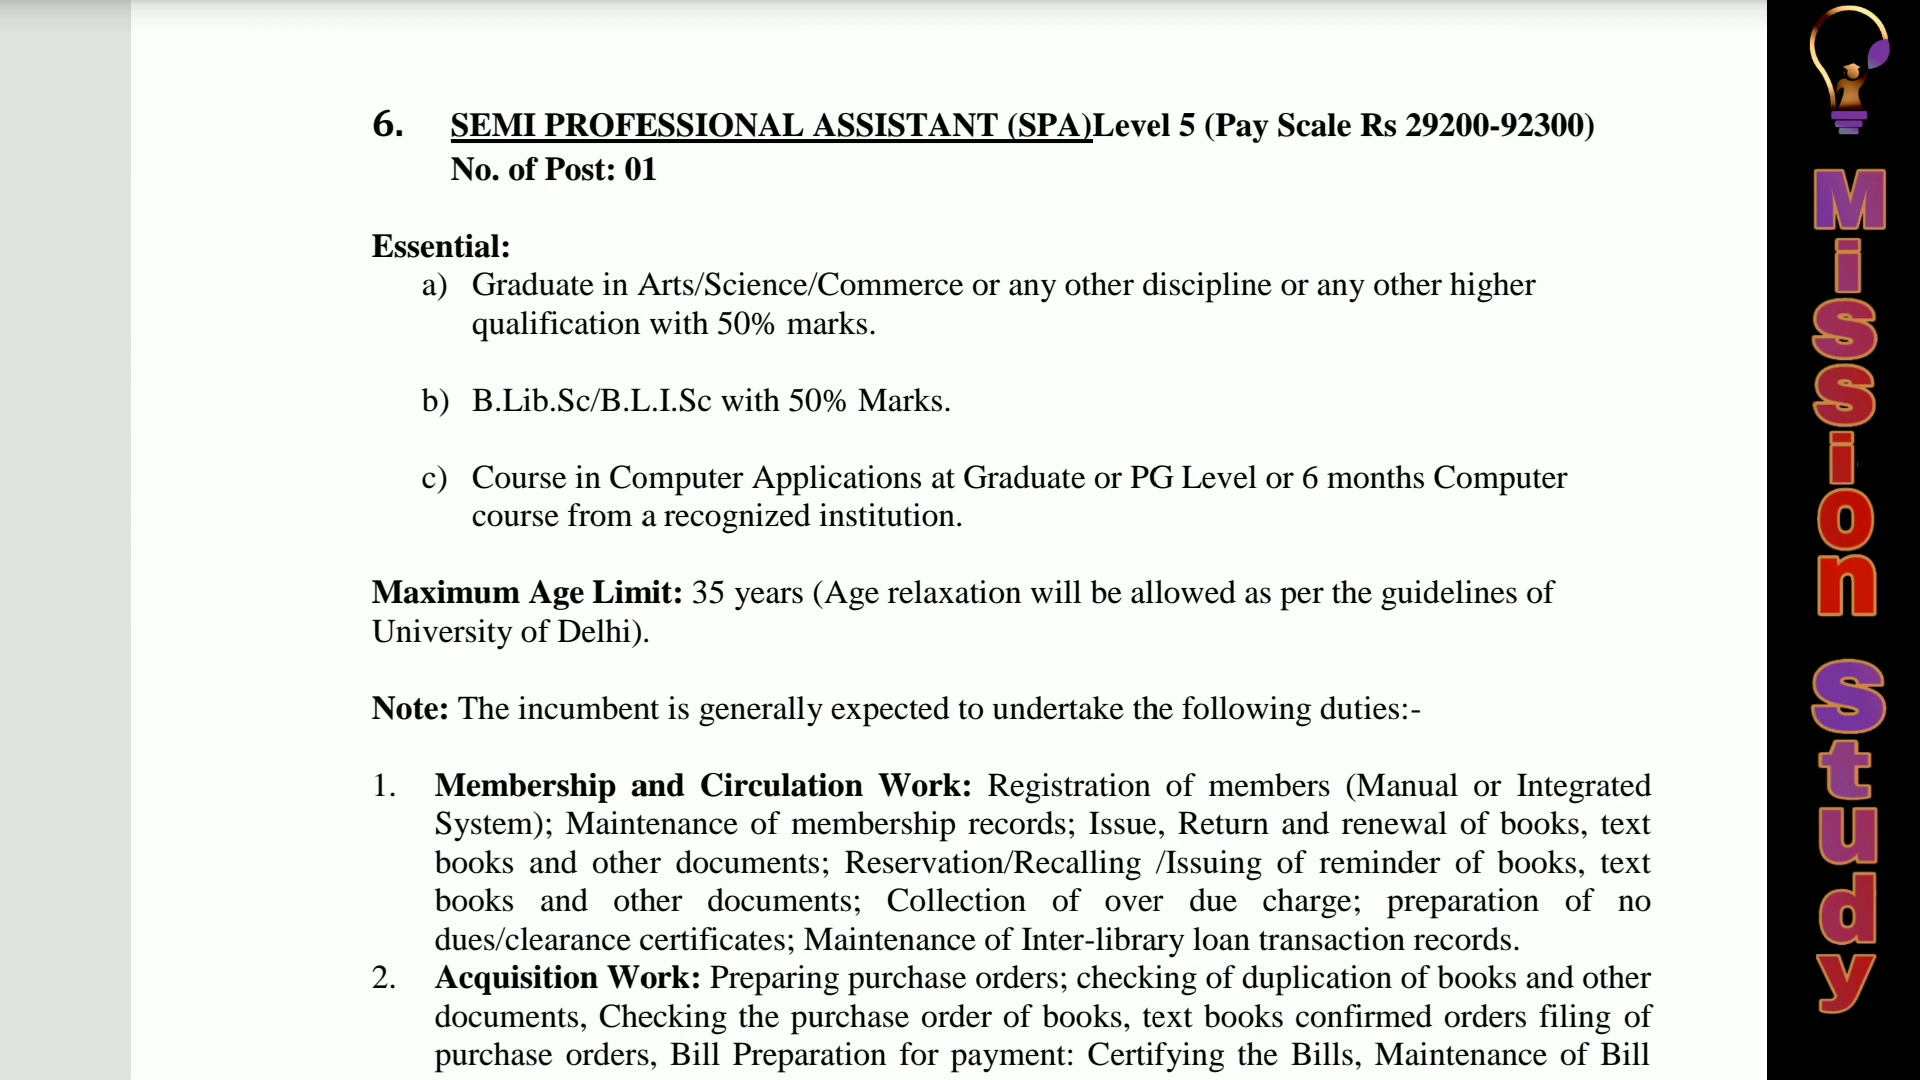 6. SEMI PROFESSIONAL ASSISTANT (SPA)Level 5 (Pay Scale Rs 29200-92300)
No. of Post: 01
Essential:
a) Graduate in Arts/Science/Commerce or any other discipline or any other higher
qualification with 50% marks.
b) B.Lib.Sc/B.L.I.Sc with 50% Marks.
c) Course in Computer Applications at Graduate or PG Level or 6 months Computer
course from a recognized institution.
Maximum Age Limit: 35 years (Age relaxation will be allowed as per the guidelines of
University of Delhi).
Note: The incumbent is generally expected to undertake the following duties:-
1. Membership and Circulation Work: Registration of members (Manual or Integrated
System); Maintenance of membership records; Issue, Return and renewal of books, text
books and other documents; Reservation/Recalling /Issuing of reminder of books, text
books and other documents; Collection of over due charge; preparation of no
dues/clearance certificates; Maintenance of Inter-library loan transaction records.
2. Acquisition Work: Preparing purchase orders; checking of duplication of books and other
documents, Checking the purchase order of books, text books confirmed orders filing of
purchase orders, Bill Preparation for payment: Certifying the Bills, Maintenance of Bill
Mission Study